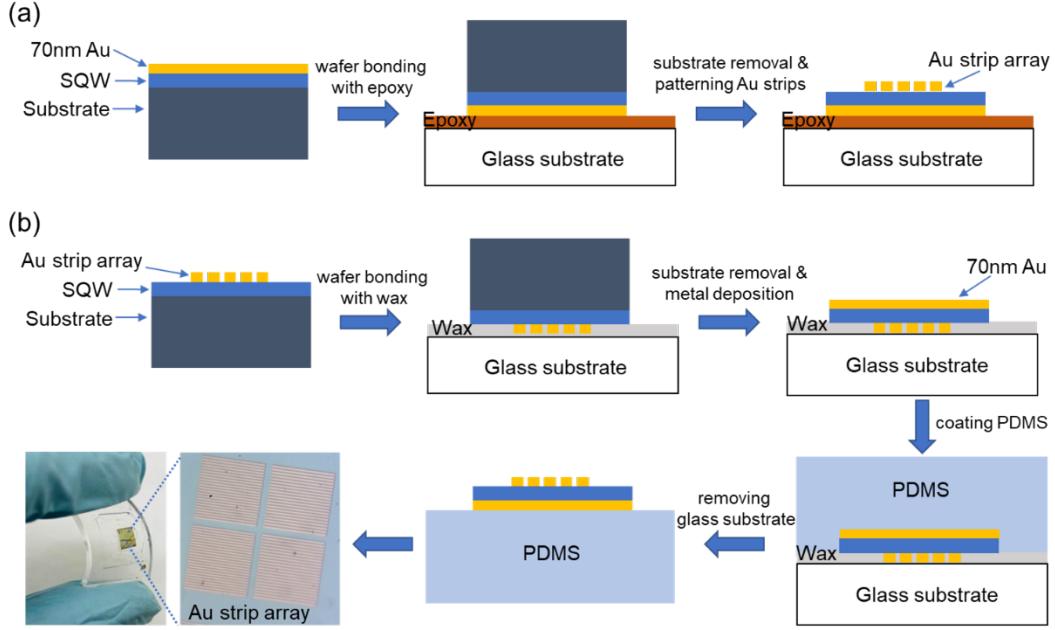 (a)
70nm Au
SQW
Substrate
wafer bonding
with epoxy
Epoxy
Glass substrate
substrate removal &
patterning Au strips
Au strip array
Epoxy
Glass substrate
(b)
Au strip array
SQW
Substrate
wafer bonding
with wax
Wax
Glass substrate
substrate removal &
metal deposition
70nm Au
Wax
Glass substrate
coating PDMS
PDMS
Wax
Glass substrate
removing
glass substrate
PDMS
Au strip array